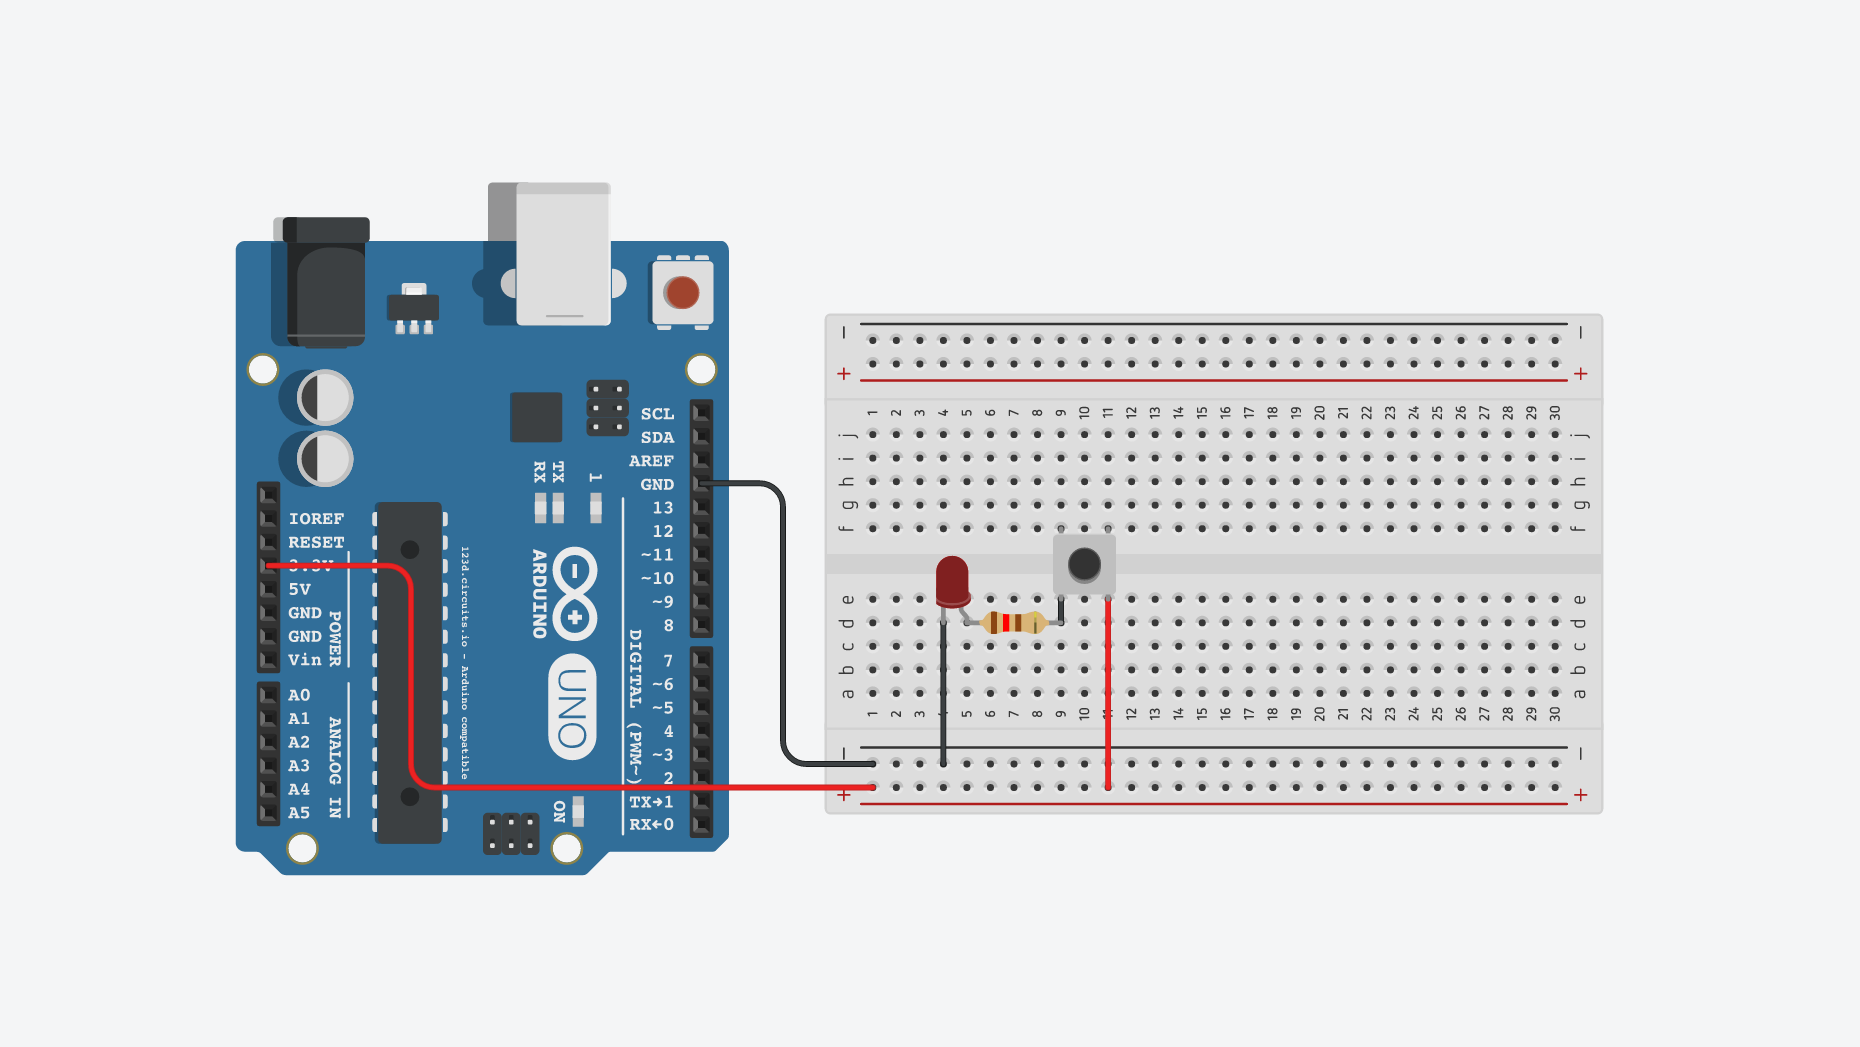 SCL
SDA
AREF
GND
13
12
~11
~10
~9
8
7
~6
~5
4
~3
2
TX→1
RX←0
DIGITAL (PWM~)
RX
TX
1
ARDUINO
UNO
ON
123d.circuits.io - Arduino compatible
IOREF
RESET
3.3V
5V
GND
GND
Vin
POWER
A0
A1
A2
A3
A4
A5
ANALOG IN
− −
+ +
1 2 3 4 5 6 7 8 9 10 11 12 13 14 15 16 17 18 19 20 21 22 23 24 25 26 27 28 29 30
j j
i i
h h
g g
f f
e e
d d
c c
b b
a a
1 2 3 4 5 6 7 8 9 10 11 12 13 14 15 16 17 18 19 20 21 22 23 24 25 26 27 28 29 30
− −
+ +